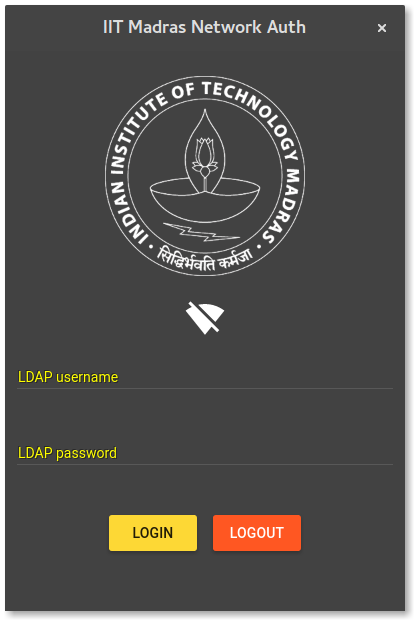 IIT Madras Network Auth
INDIAN INSTITUTE OF TECHNOLOGY MADRAS
सिद्धिर्भवति कर्मजा
LDAP username
LDAP password
LOGIN LOGOUT